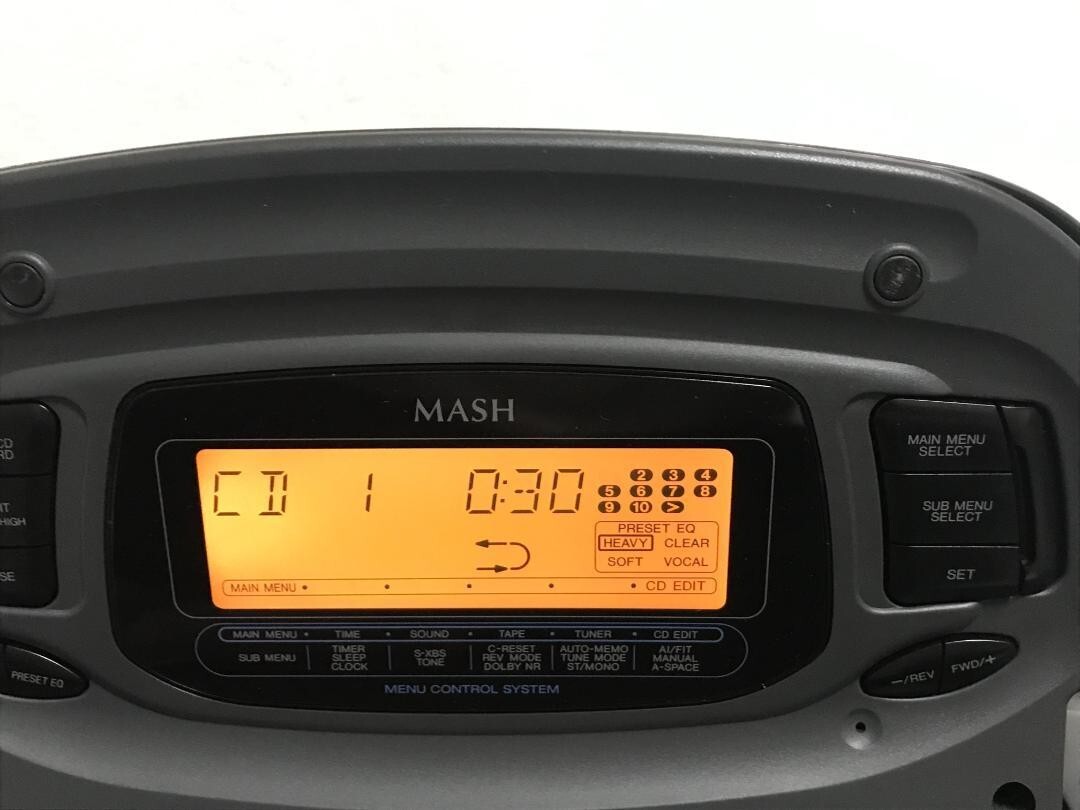 MASH
CD 1 0:30
2 3 4
5 6 7 8
9 10 >
PRESET EQ
HEAVY CLEAR
SOFT VOCAL
MAIN MENU • • • • • CD EDIT
MAIN MENU • TIME • SOUND • TAPE • TUNER • CD EDIT
SUB MENU
TIMER
SLEEP
CLOCK
S-XBS
TONE
C-RESET
REV MODE
DOLBY NR
AUTO-MEMO
TUNE MODE
ST/MONO
AI/FIT
MANUAL
A-SPACE
MENU CONTROL SYSTEM
HIGH
PRESET EQ
MAIN MENU
SELECT
SUB MENU
SELECT
SET
−/REV
FWD/+